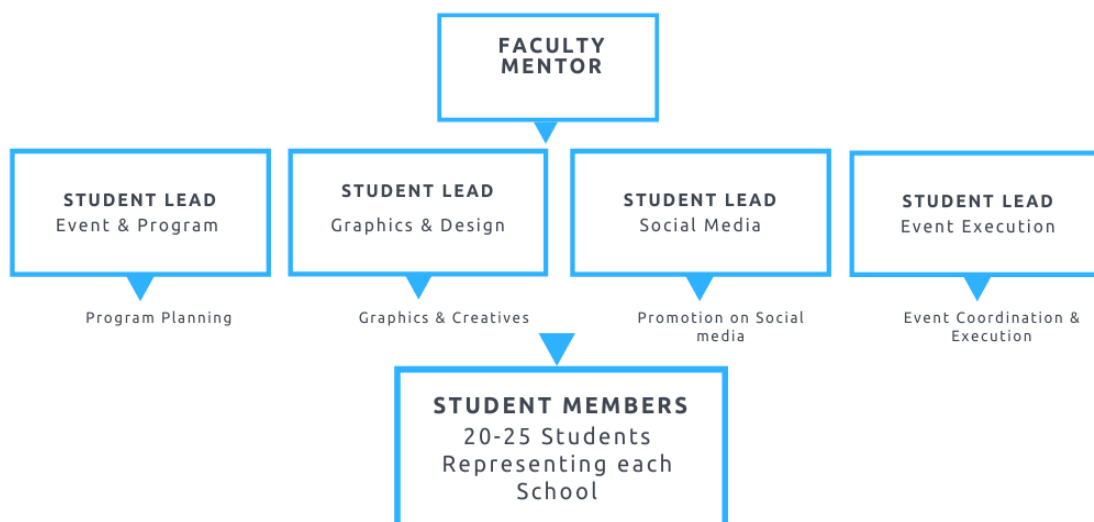 FACULTY
MENTOR
STUDENT LEAD
Event & Program
STUDENT LEAD
Graphics & Design
STUDENT LEAD
Social Media
STUDENT LEAD
Event Execution
Program Planning
Graphics & Creatives
Promotion on Social
media
Event Coordination &
Execution
STUDENT MEMBERS
20-25 Students
Representing each
School